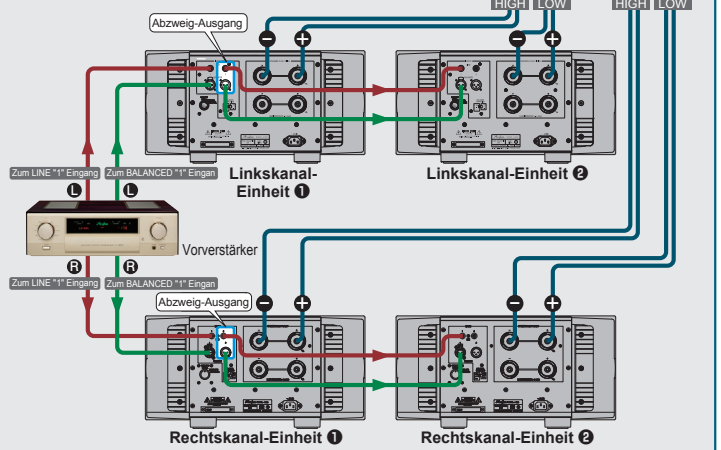 HIGH LOW HIGH LOW
Abzweig-Ausgang
Zum LINE "1" Eingang
Zum BALANCED "1" Eingan
L L
Linkskanal-
Einheit ❶
Linkskanal-Einheit ❷
Vorverstärker
R R
Zum LINE "1" Eingang
Zum BALANCED "1" Eingan
Abzweig-Ausgang
Rechtskanal-Einheit ❶
Rechtskanal-Einheit ❷